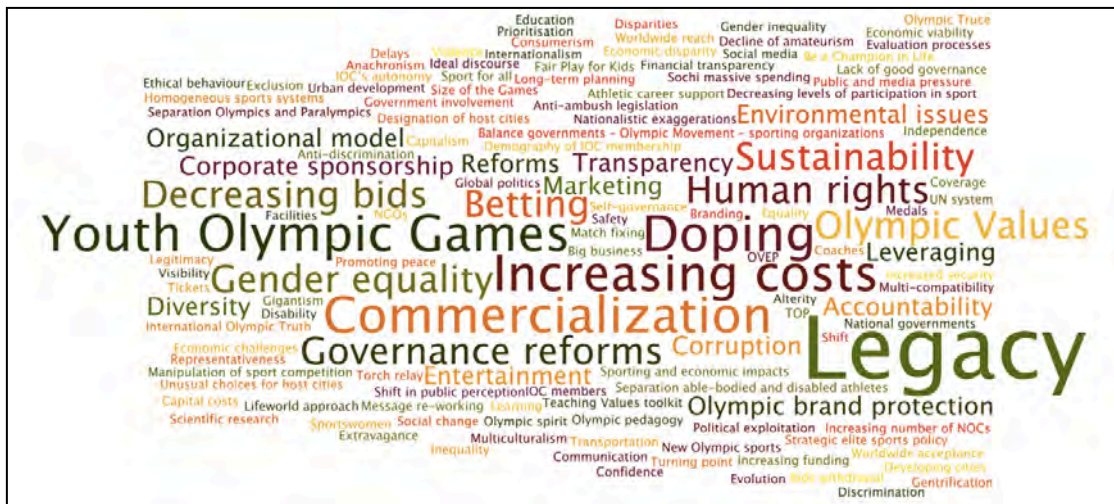 Education Disparities Gender inequality Olympic Truce
Prioritisation Worldwide reach Decline of amateurism Economic viability
Consumerism Economic disparity Social media Evaluation processes
Delays Violence Internationalism Be a Champion in Life
Anachronism Ideal discourse Fair Play for Kids Financial transparency Lack of good governance
IOC's autonomy Sport for all Long-term planning Sochi massive spending Public and media pressure
Ethical behaviour Exclusion Urban development Size of the Games Athletic career support Decreasing levels of participation in sport
Homogeneous sports systems Government involvement Anti-ambush legislation
Separation Olympics and Paralympics Designation of host cities Nationalistic exaggerations Environmental issues
Organizational model Capitalism Balance governments - Olympic Movement - sporting organizations Independence
Anti-discrimination Demography of IOC membership
Corporate sponsorship Reforms Transparency Sustainability
Decreasing bids Global politics Marketing Human rights Coverage
UN system
Facilities NCOs Betting Self-governance Safety Branding Equality Medals
Youth Olympic Games Match fixing Doping Olympic Values
Big business OVEP Coaches Leveraging
Legitimacy Promoting peace
Visibility Gender equality Increasing costs Increased security
Tickets Multi-compatibility
Diversity Gigantism Commercialization Alterity Accountability
Disability TOP
International Olympic Truth National governments
Economic challenges Governance reforms Corruption Shift Legacy
Representativeness
Manipulation of sport competition Torch relay Entertainment Sporting and economic impacts
Unusual choices for host cities Shift in public perception IOC members Separation able-bodied and disabled athletes
Capital costs Lifeworld approach Message re-working Learning Teaching Values toolkit Olympic brand protection
Scientific research Sportswomen Social change Olympic spirit Olympic pedagogy Political exploitation Increasing number of NOCs
Extravagance Multiculturalism Transportation New Olympic sports Strategic elite sports policy
Inequality Communication Turning point Increasing funding Worldwide acceptance
Confidence Evolution Bids withdrawal Developing cities
Gentrification
Discrimination